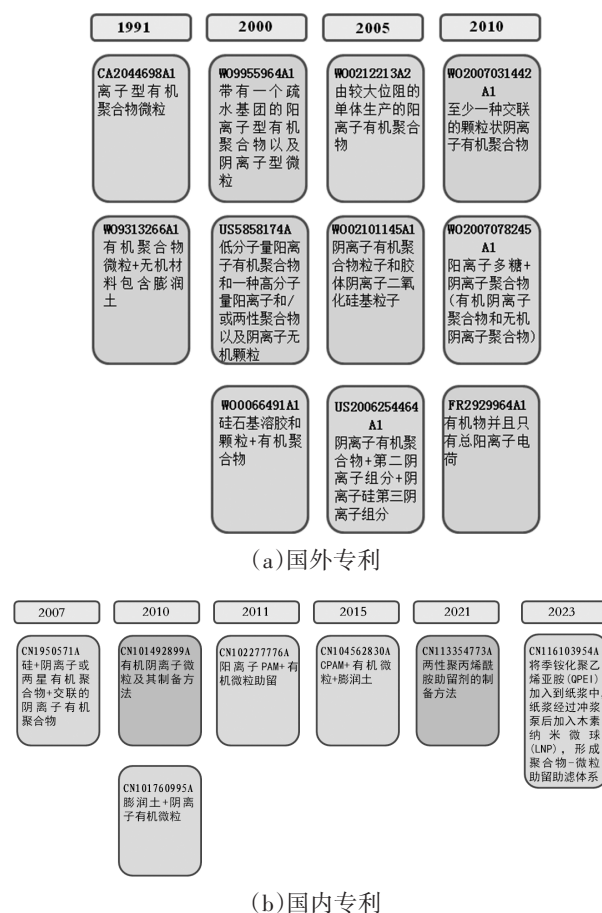 1991
2000
2005
2010
CA2044698A1
离子型有机
聚合物微粒
WO9955964A1
带有一个疏
水基团的阳
离子型有机
聚合物以及
阴离子型微
粒
WO0212213A2
由较大位阻的
单体生产的阳
离子有机聚合
物
WO2007031442
A1
至少一种交联
的颗粒状阴离
子有机聚合物
WO9313266A1
有机聚合物
微粒+无机材
料包含膨润
土
US5858174A
低分子量阳离
子有机聚合物
和一种高分子
量阳离子和/
或两性聚合物
以及阴离子无
机颗粒
WO02101145A1
阴离子有机聚
合物粒子和胶
体阴离子二氧
化硅基粒子
WO2007078245
A1
阳离子多糖+
阴离子聚合物
(有机阴离子
聚合物和无机
阴离子聚合物)
WO0066491A1
硅石基溶胶和
颗粒+有机聚
合物
US2006254464
A1
阴离子有机聚
合物+第二阴
离子组分+阴
离子硅第三阴
离子组分
FR2929964A1
有机物并且只
有总阳离子电
荷
(a)国外专利
2007
2010
2011
2015
2021
2023
CN1950571A
硅+阴离子或
两星有机聚
合物+交联的
阴离子有机
聚合物
CN101492899A
有机阴离子微
粒及其制备方
法
CN102277776A
阳离子PAM+有
机微粒助留
CN104562830A
CPAM+有机微
粒+膨润土
CN113354773A
两性聚丙烯酰
胺助留剂的制
备方法
CN116103954A
将季铵化聚乙
烯亚胺(QPEI)
加入到纸浆中,
纸浆经过冲浆
泵后加入木素
纳米微球
(LNP)，形成
聚合物-微粒
助留助滤体系
CN101760995A
膨润土+阴离
子有机微粒
(b)国内专利